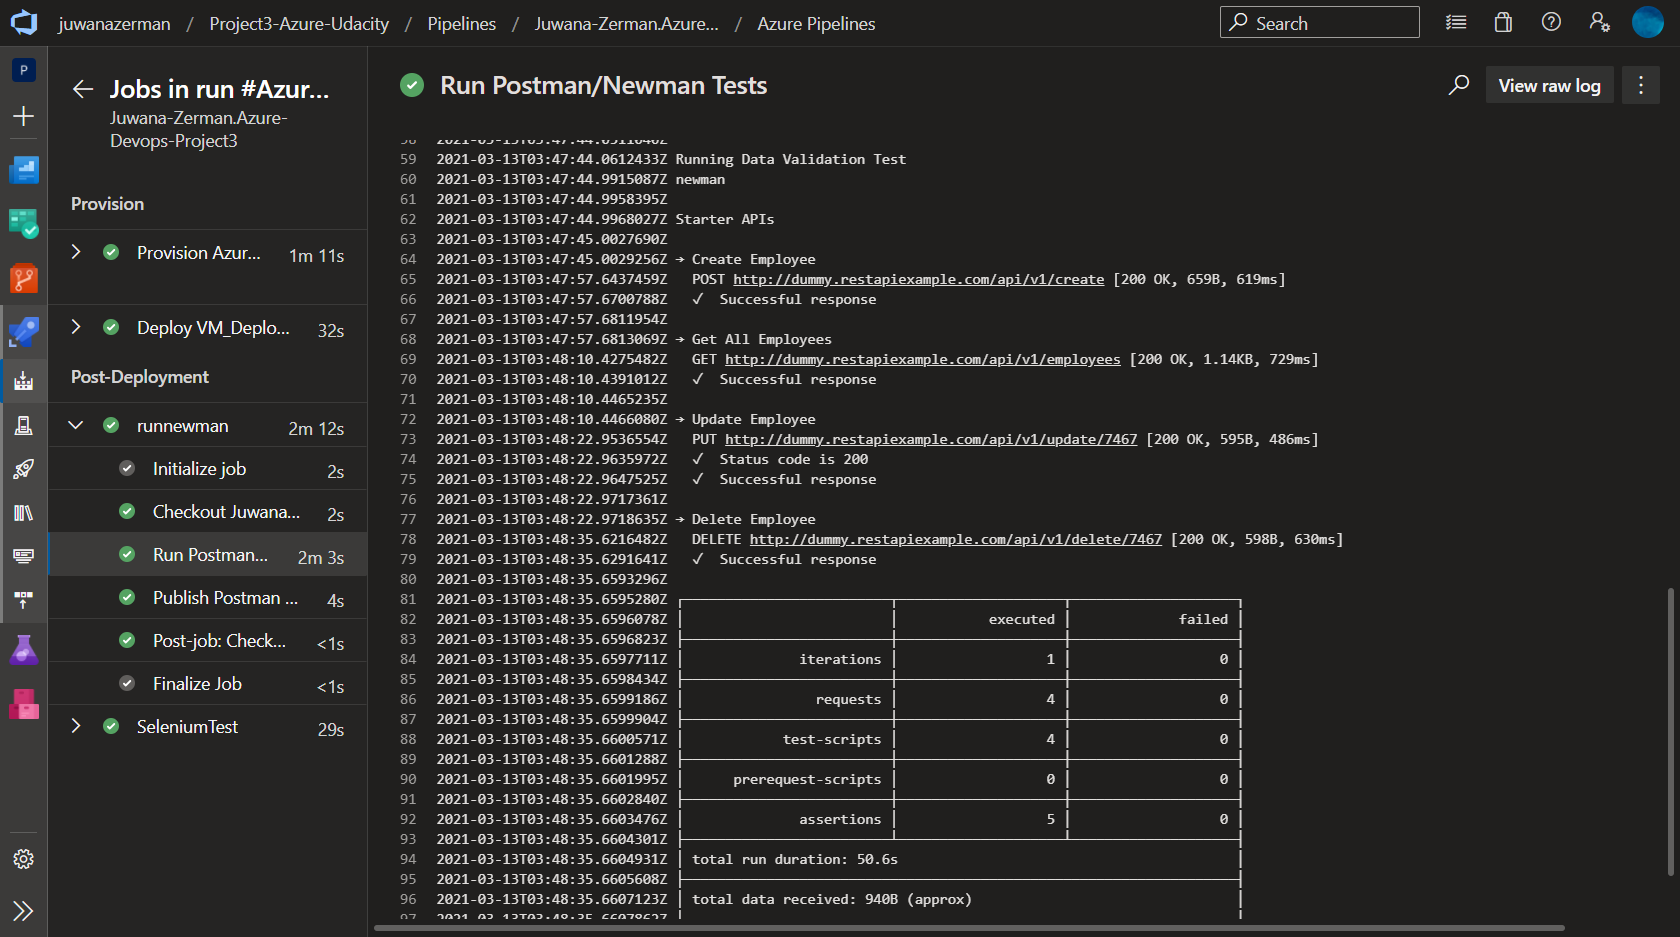 juwanazerman / Project3-Azure-Udacity / Pipelines / Juwana-Zerman.Azure... / Azure Pipelines
Search
P
Jobs in run #Azur...
Juwana-Zerman.Azure-
Devops-Project3
Provision
Provision Azur... 1m 11s
Deploy VM_Deplo... 32s
Post-Deployment
runnewman 2m 12s
Initialize job 2s
Checkout Juwana... 2s
Run Postman... 2m 3s
Publish Postman ... 4s
Post-job: Check... <1s
Finalize Job <1s
SeleniumTest 29s
Run Postman/Newman Tests
View raw log
59 2021-03-13T03:47:44.0612433Z Running Data Validation Test
60 2021-03-13T03:47:44.9915087Z newman
61 2021-03-13T03:47:44.9958395Z
62 2021-03-13T03:47:44.9968027Z Starter APIs
63 2021-03-13T03:47:45.0027690Z
64 2021-03-13T03:47:45.0029256Z → Create Employee
65 2021-03-13T03:47:57.6437459Z POST http://dummy.restapiexample.com/api/v1/create [200 OK, 659B, 619ms]
66 2021-03-13T03:47:57.6700788Z ✓ Successful response
67 2021-03-13T03:47:57.6811954Z
68 2021-03-13T03:47:57.6813069Z → Get All Employees
69 2021-03-13T03:48:10.4275482Z GET http://dummy.restapiexample.com/api/v1/employees [200 OK, 1.14KB, 729ms]
70 2021-03-13T03:48:10.4391012Z ✓ Successful response
71 2021-03-13T03:48:10.4465235Z
72 2021-03-13T03:48:10.4466080Z → Update Employee
73 2021-03-13T03:48:22.9536554Z PUT http://dummy.restapiexample.com/api/v1/update/7467 [200 OK, 595B, 486ms]
74 2021-03-13T03:48:22.9635972Z ✓ Status code is 200
75 2021-03-13T03:48:22.9647525Z ✓ Successful response
76 2021-03-13T03:48:22.9717361Z
77 2021-03-13T03:48:22.9718635Z → Delete Employee
78 2021-03-13T03:48:35.6216482Z DELETE http://dummy.restapiexample.com/api/v1/delete/7467 [200 OK, 598B, 630ms]
79 2021-03-13T03:48:35.6291641Z ✓ Successful response
80 2021-03-13T03:48:35.6593296Z
81 2021-03-13T03:48:35.6595280Z
82 2021-03-13T03:48:35.6596078Z executed failed
83 2021-03-13T03:48:35.6596823Z
84 2021-03-13T03:48:35.6597711Z iterations 1 0
85 2021-03-13T03:48:35.6598434Z
86 2021-03-13T03:48:35.6599186Z requests 4 0
87 2021-03-13T03:48:35.6599904Z
88 2021-03-13T03:48:35.6600571Z test-scripts 4 0
89 2021-03-13T03:48:35.6601288Z
90 2021-03-13T03:48:35.6601995Z prerequest-scripts 0 0
91 2021-03-13T03:48:35.6602840Z
92 2021-03-13T03:48:35.6603476Z assertions 5 0
93 2021-03-13T03:48:35.6604301Z
94 2021-03-13T03:48:35.6604931Z total run duration: 50.6s
95 2021-03-13T03:48:35.6605608Z
96 2021-03-13T03:48:35.6607123Z total data received: 940B (approx)